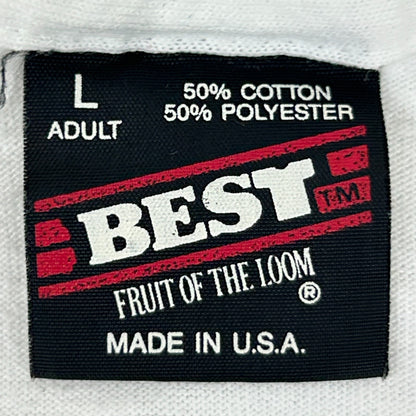 L
ADULT
50% COTTON
50% POLYESTER
BEST TM
FRUIT OF THE LOOM ®
MADE IN U.S.A.